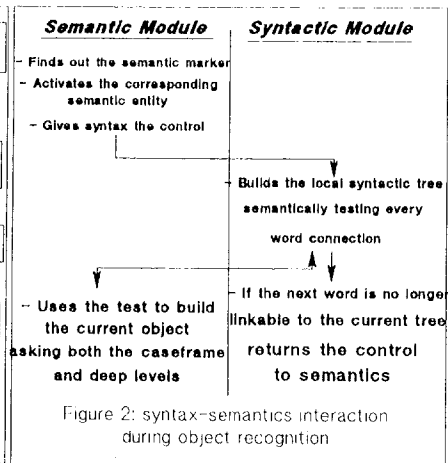 Semantic Module
Syntactic Module
- Finds out the semantic marker
- Activates the corresponding
semantic entity
- Gives syntax the control
- Builds the local syntactic tree
semantically testing every
word connection
- Uses the test to build
the current object
asking both the caseframe
and deep levels
- If the next word is no longer
linkable to the current tree
returns the control
to semantics
Figure 2: syntax-semantics interaction
during object recognition